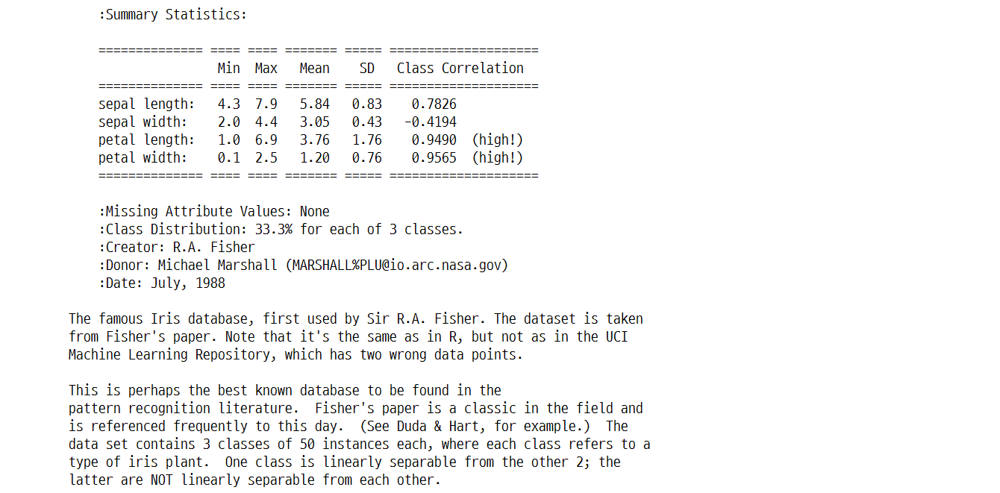 :Summary Statistics:
============== ==== ==== ======= ===== ====================
                Min  Max   Mean    SD   Class Correlation
============== ==== ==== ======= ===== ====================
sepal length:   4.3  7.9   5.84   0.83    0.7826
sepal width:    2.0  4.4   3.05   0.43   -0.4194
petal length:   1.0  6.9   3.76   1.76    0.9490  (high!)
petal width:    0.1  2.5   1.20   0.76    0.9565  (high!)
============== ==== ==== ======= ===== ====================
:Missing Attribute Values: None
:Class Distribution: 33.3% for each of 3 classes.
:Creator: R.A. Fisher
:Donor: Michael Marshall (MARSHALL%PLU@io.arc.nasa.gov)
:Date: July, 1988
The famous Iris database, first used by Sir R.A. Fisher. The dataset is taken
from Fisher's paper. Note that it's the same as in R, but not as in the UCI
Machine Learning Repository, which has two wrong data points.
This is perhaps the best known database to be found in the
pattern recognition literature.  Fisher's paper is a classic in the field and
is referenced frequently to this day.  (See Duda & Hart, for example.)  The
data set contains 3 classes of 50 instances each, where each class refers to a
type of iris plant.  One class is linearly separable from the other 2; the
latter are NOT linearly separable from each other.